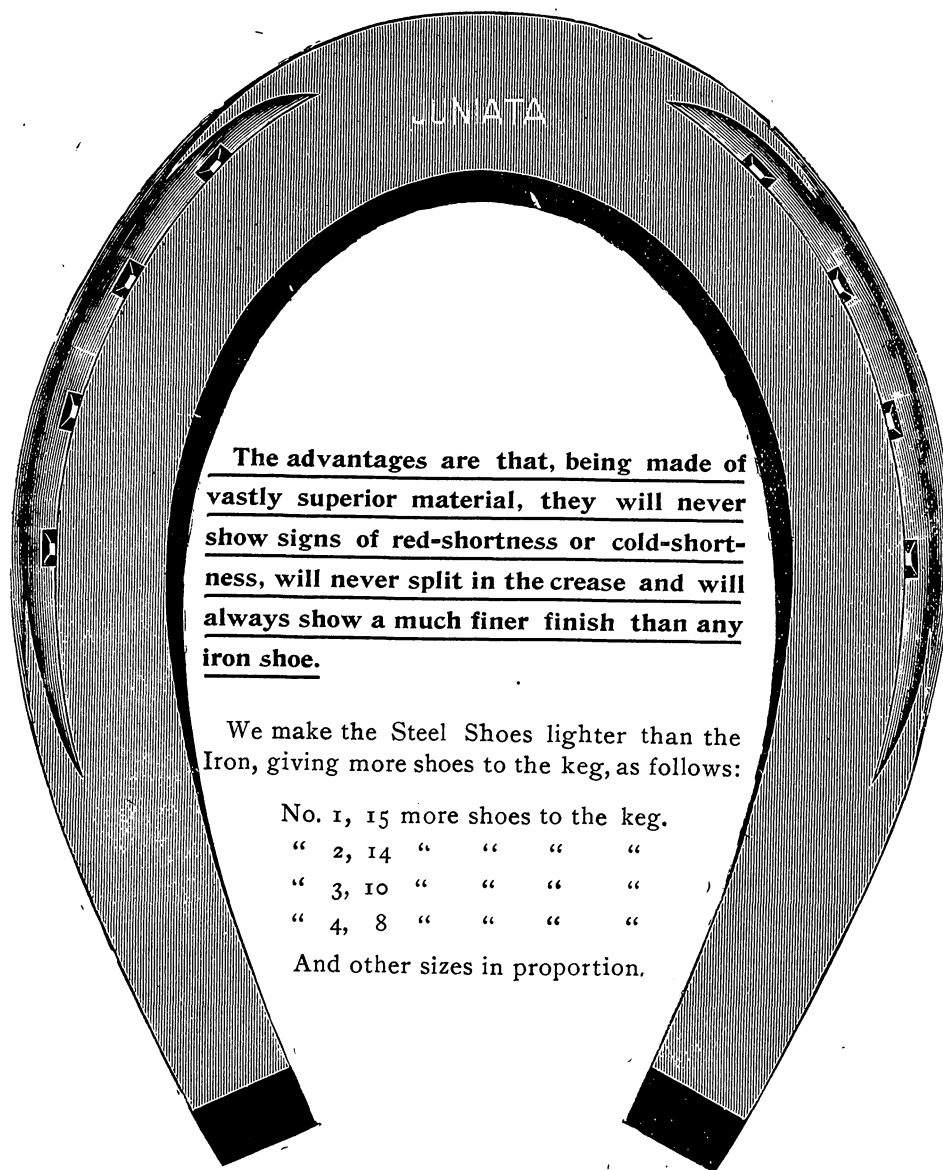 JUNIATA
The advantages are that, being made of
vastly superior material, they will never
show signs of red-shortness or cold-short-
ness, will never split in the crease and will
always show a much finer finish than any
iron shoe.
We make the Steel Shoes lighter than the
Iron, giving more shoes to the keg, as follows:
No. 1, 15 more shoes to the keg.
“ 2, 14 “ “ “ “
“ 3, 10 “ “ “ “
“ 4, 8 “ “ “ “
And other sizes in proportion.